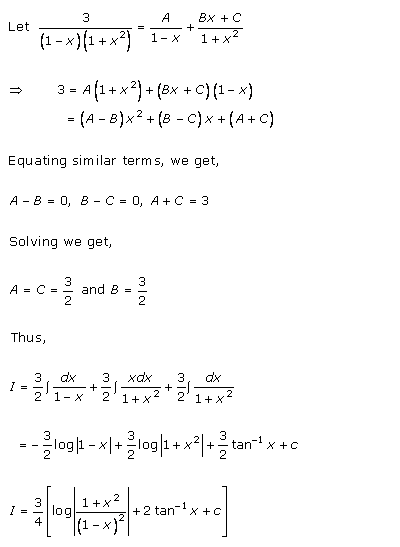 Let 3/((1 − x)(1 + x²)) = A/(1 − x) + (Bx + C)/(1 + x²)
⇒ 3 = A(1 + x²) + (Bx + C)(1 − x)
= (A − B)x² + (B − C)x + (A + C)
Equating similar terms, we get,
A − B = 0, B − C = 0, A + C = 3
Solving we get,
A = C = 3/2 and B = 3/2
Thus,
I = 3/2 ∫ dx/(1 − x) + 3/2 ∫ xdx/(1 + x²) + 3/2 ∫ dx/(1 + x²)
= − 3/2 log|1 − x| + 3/2 log|1 + x²| + 3/2 tan⁻¹ x + c
I = 3/4 [log|(1 + x²)/(1 − x)²| + 2 tan⁻¹ x + c]